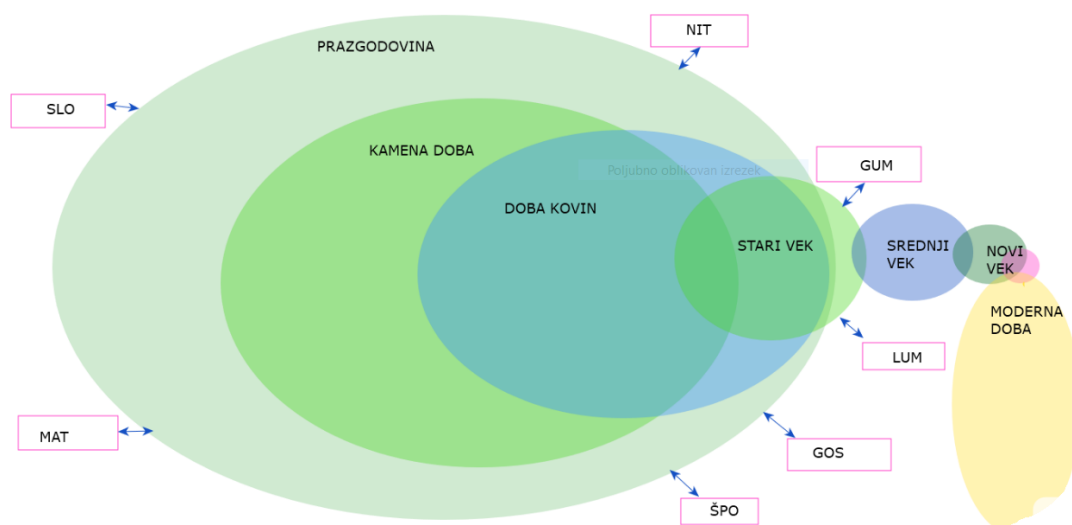 PRAZGODOVINA
NIT
SLO
KAMENA DOBA
GUM
Poljubno oblikovan izrezek
DOBA KOVIN
STARI VEK
SREDNJI
VEK
NOVI
VEK
MODERNA
DOBA
LUM
MAT
GOS
ŠPO